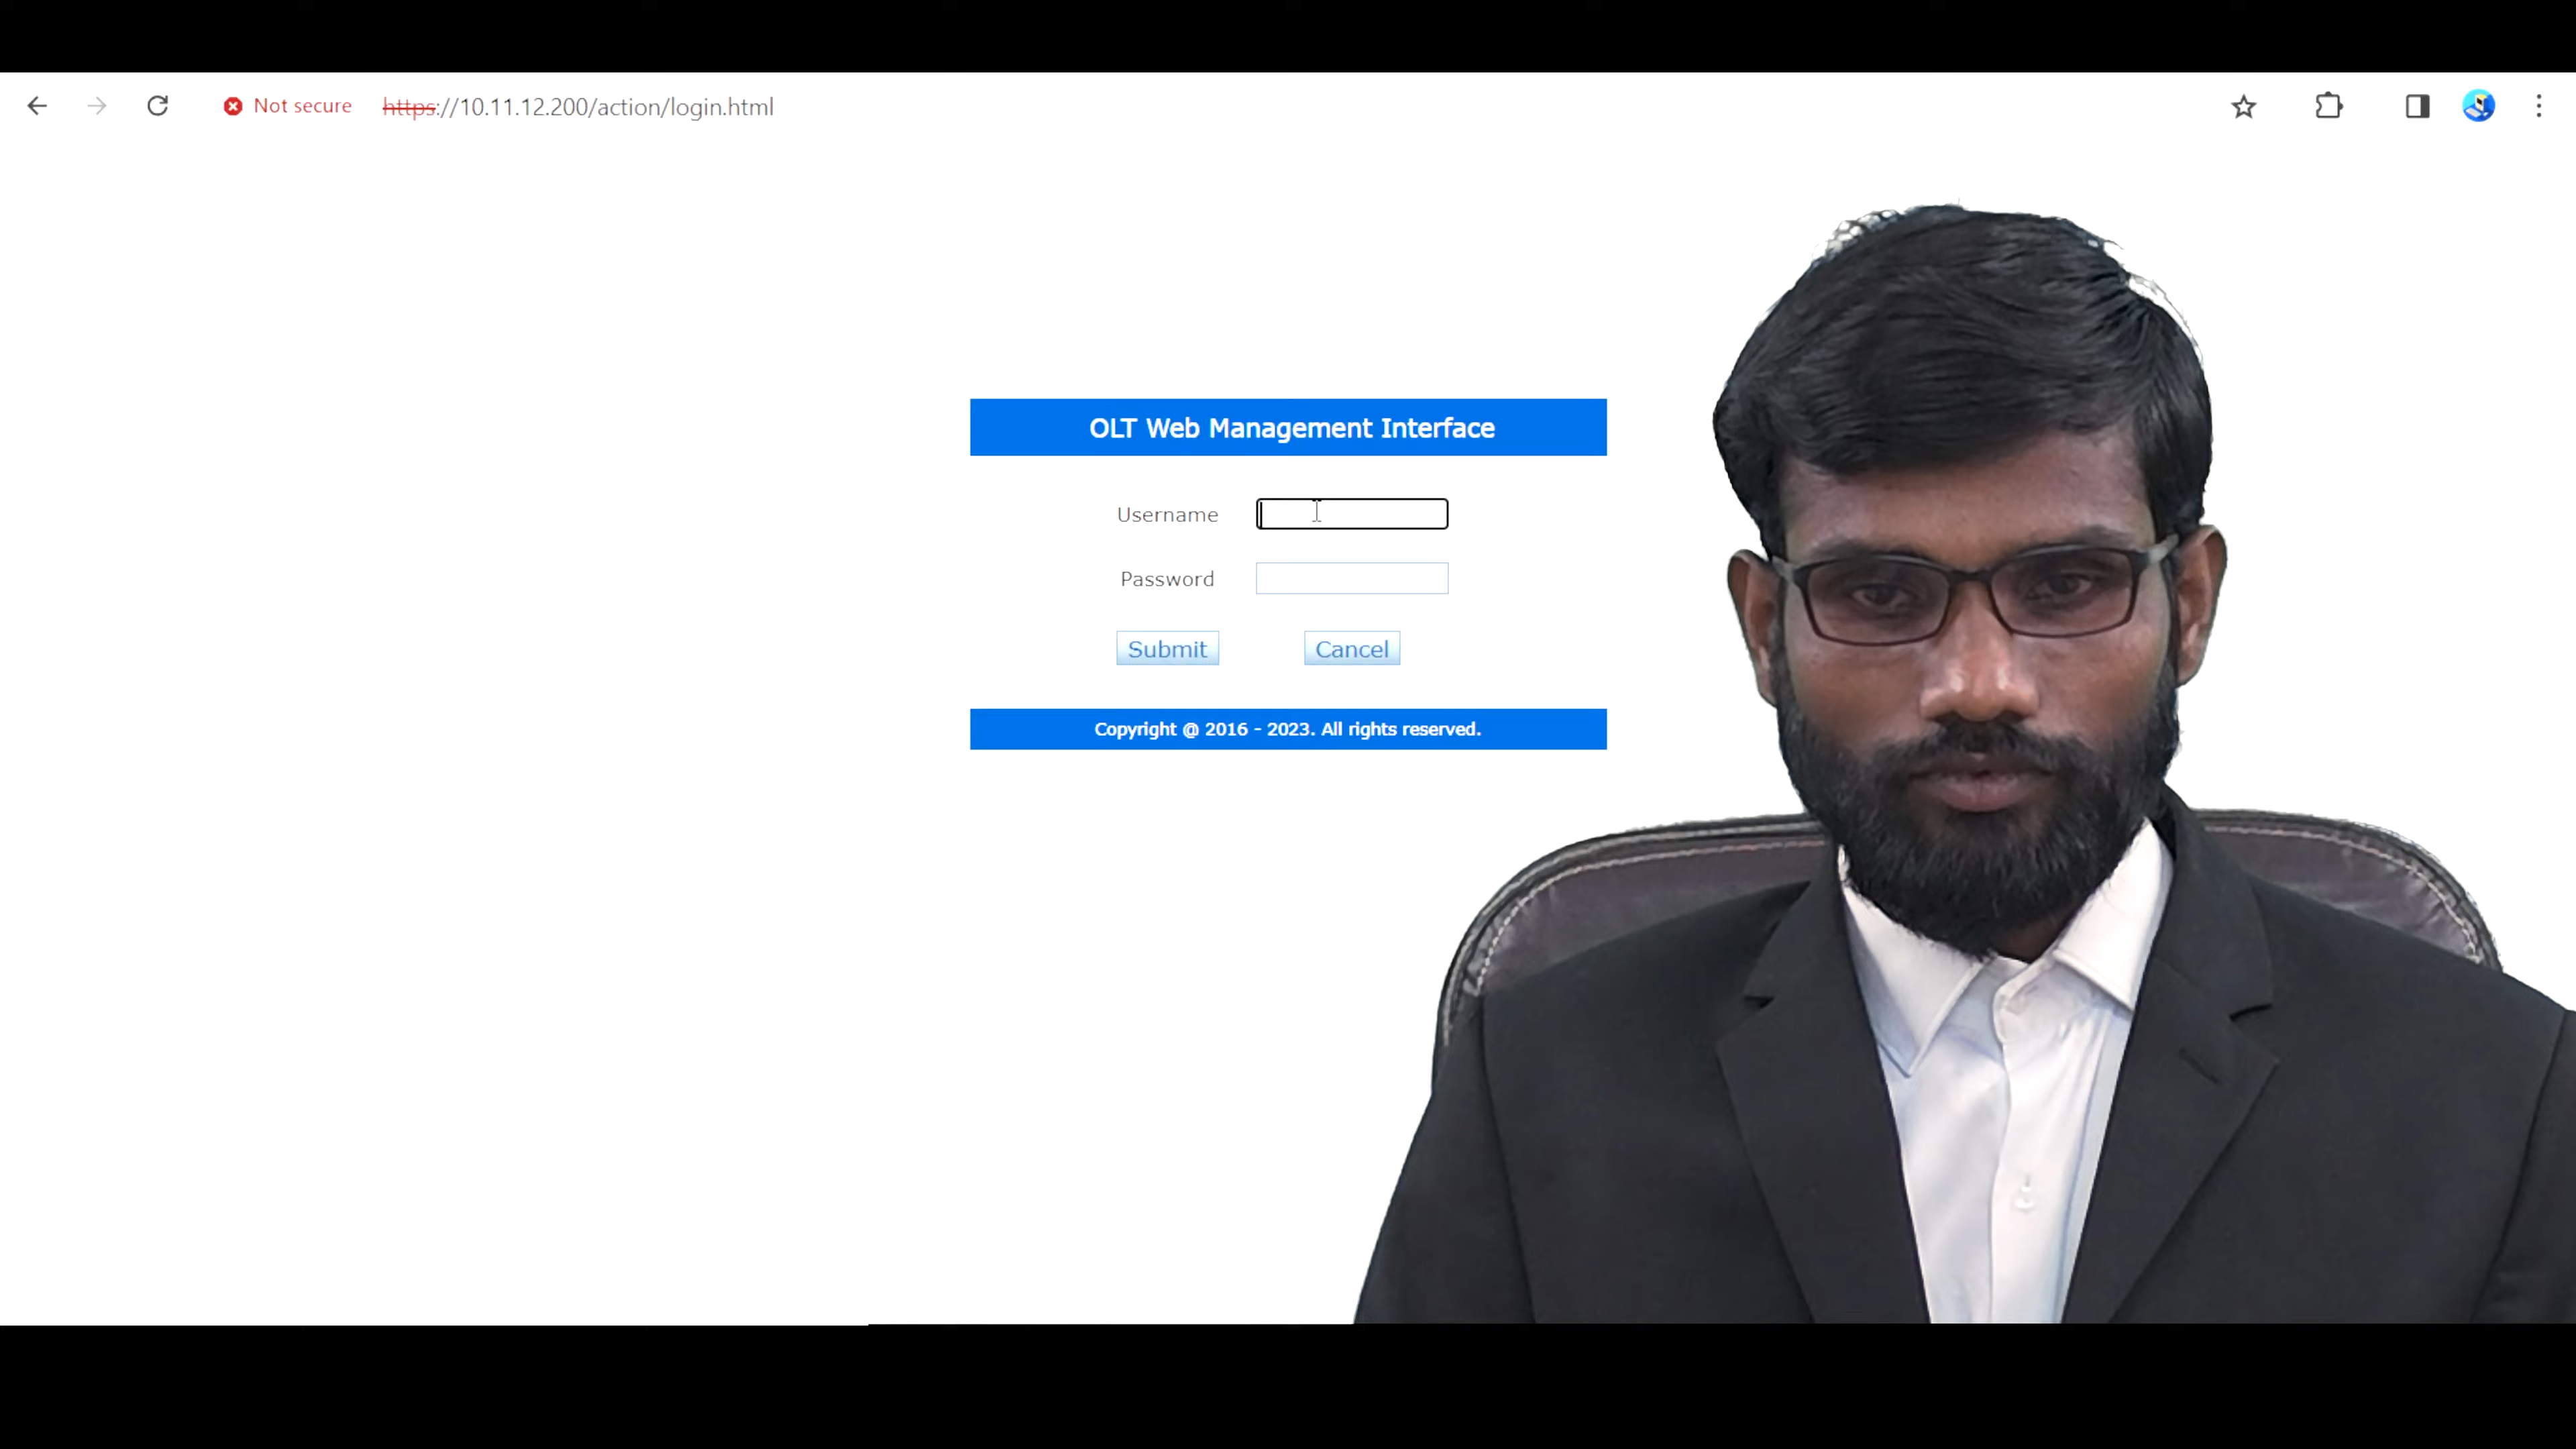 Not secure https://10.11.12.200/action/login.html
OLT Web Management Interface
Username
Password
Submit Cancel
Copyright @ 2016 - 2023. All rights reserved.